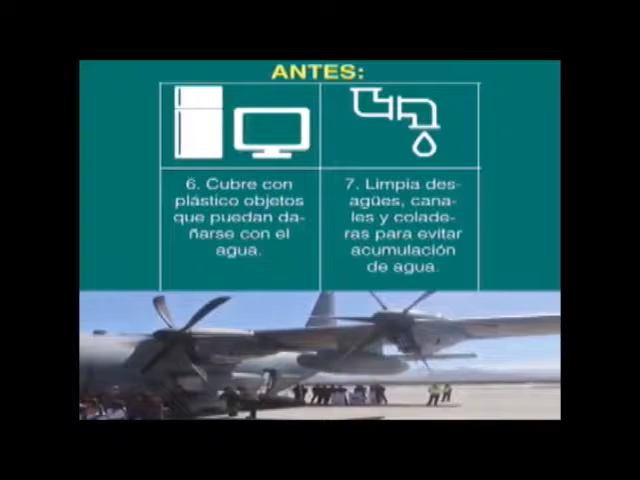 ANTES:
6. Cubre con
plástico objetos
que puedan da-
ñarse con el
agua.
7. Limpia des-
agües, cana-
les y colade-
ras para evitar
acumulación
de agua.